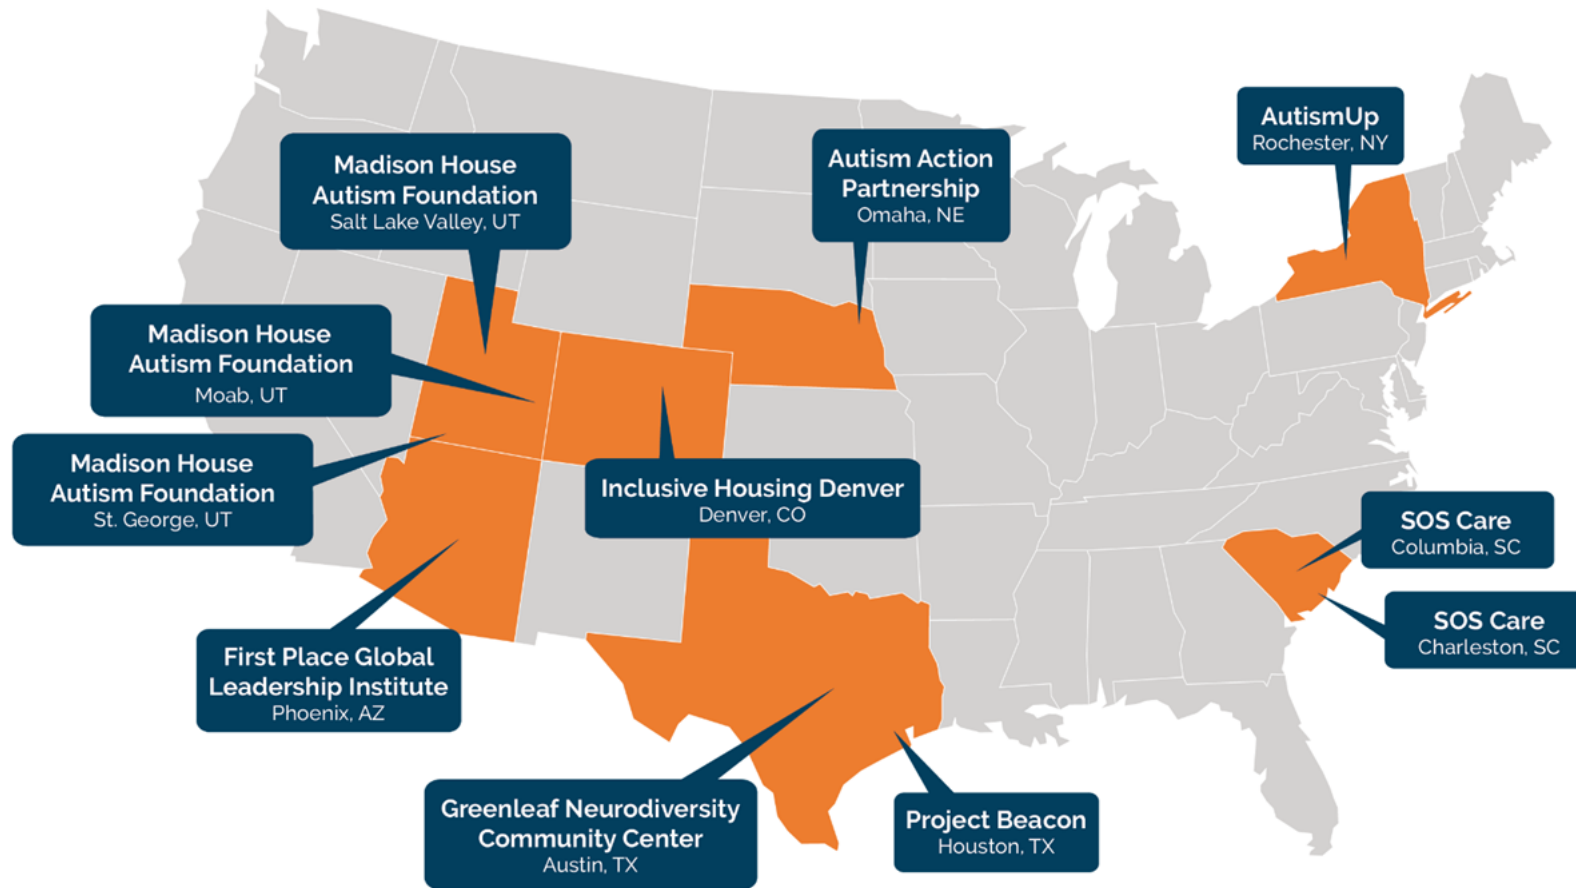 AutismUp
Rochester, NY
Madison House
Autism Foundation
Salt Lake Valley, UT
Autism Action
Partnership
Omaha, NE
Madison House
Autism Foundation
Moab, UT
Madison House
Autism Foundation
St. George, UT
Inclusive Housing Denver
Denver, CO
SOS Care
Columbia, SC
SOS Care
Charleston, SC
First Place Global
Leadership Institute
Phoenix, AZ
Greenleaf Neurodiversity
Community Center
Austin, TX
Project Beacon
Houston, TX